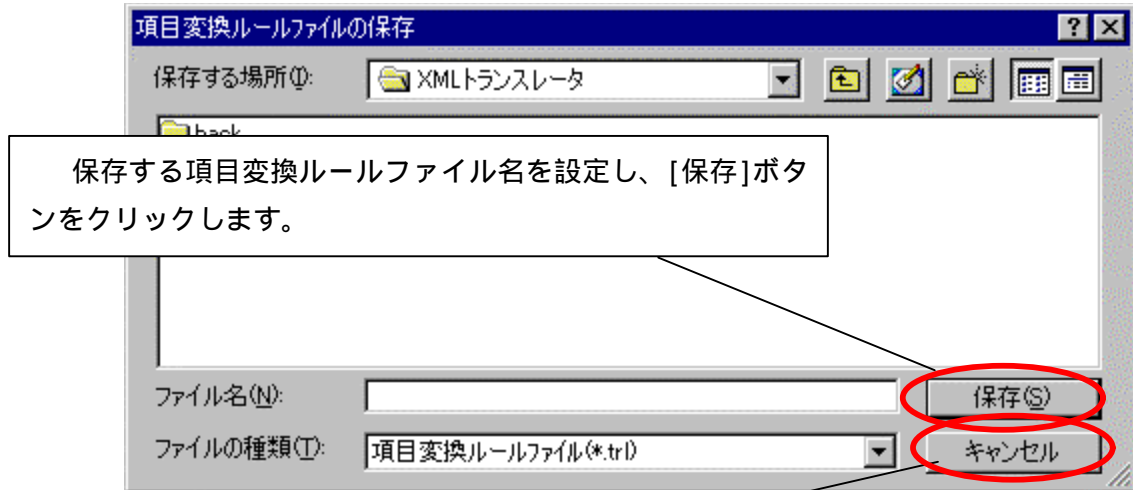 項目変換ルールファイルの保存
保存する場所(I):
XMLトランスレータ
back
保存する項目変換ルールファイル名を設定し、[保存]ボタ
ンをクリックします。
ファイル名(N):
保存(S)
ファイルの種類(T):
項目変換ルールファイル(*.trl)
キャンセル